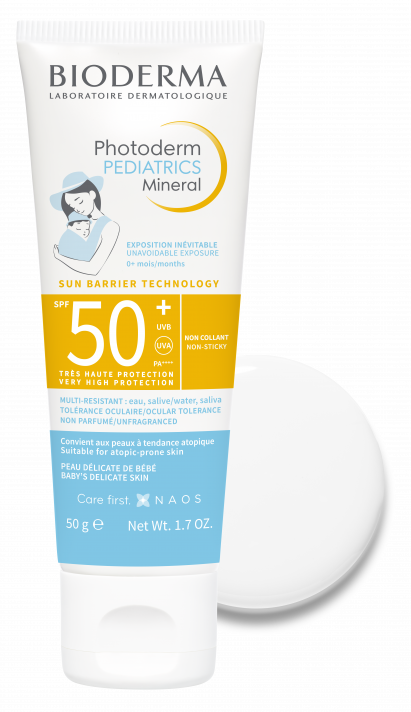 BIODERMA
LABORATOIRE DERMATOLOGIQUE
Photoderm
PEDIATRICS
Mineral
EXPOSITION INÉVITABLE
UNAVOIDABLE EXPOSURE
0+ mois/months
SUN BARRIER TECHNOLOGY
SPF 50+
UVB
UVA
PA++++
NON COLLANT
NON-STICKY
TRÈS HAUTE PROTECTION
VERY HIGH PROTECTION
MULTI-RESISTANT : eau, salive/water, saliva
TOLÉRANCE OCULAIRE/OCULAR TOLERANCE
NON PARFUMÉ/UNFRAGRANCED
Convient aux peaux à tendance atopique
Suitable for atopic-prone skin
PEAU DÉLICATE DE BÉBÉ
BABY'S DELICATE SKIN
Care first. NAOS
50 g e Net Wt. 1.7 OZ.